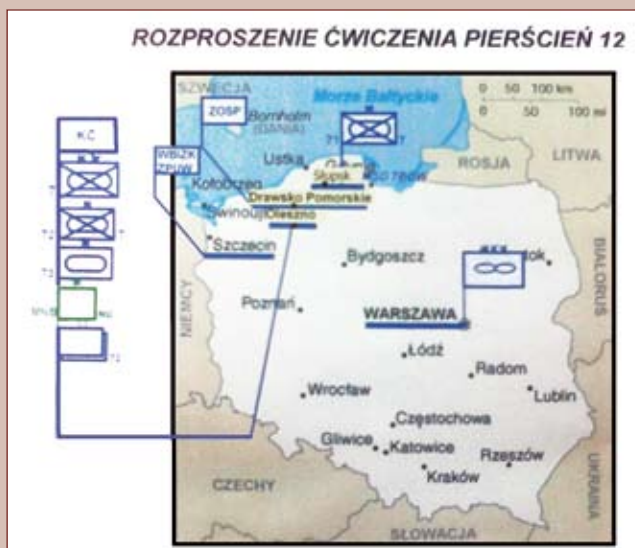 ROZPROSZENIE ĆWICZENIA PIERŚCIEŃ 12
SZWECJA
ZOSP
Bornholm
(DANIA)
Morze Bałtyckie
0 50 100 km
0 50 100 mi
KĆ
WBiZK
ZPUW
Ustka
Słupsk
ROSJA
LITWA
Kołobrzeg
Drawsko Pomorskie
Oleszno
Szczecin
Bydgoszcz
BIAŁORUŚ
NIEMCY
Poznań
WARSZAWA
Łódź
Radom
Lublin
Wrocław
Częstochowa
Gliwice
Katowice
Rzeszów
Kraków
UKRAINA
CZECHY
SŁOWACJA